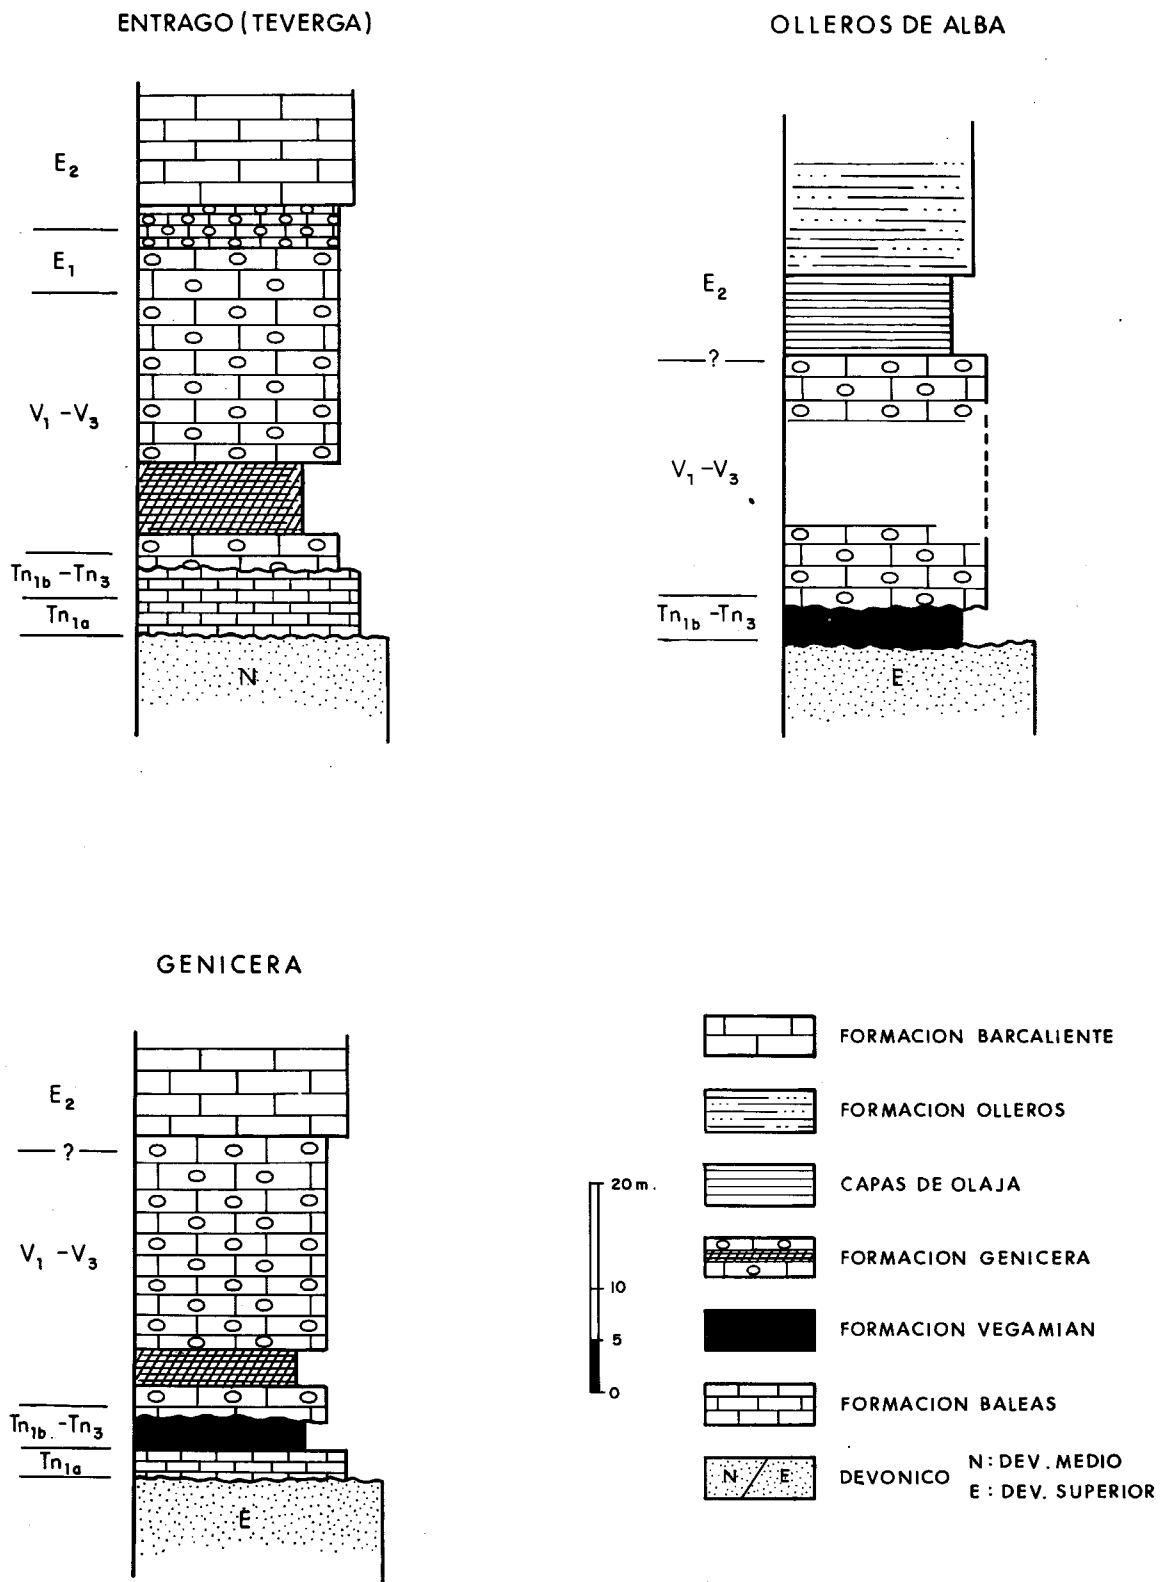 ENTRAGO (TEVERGA)
E₂
E₁
V₁ – V₃
Tn₁b – Tn₃
Tn₁a
N
OLLEROS DE ALBA
E₂
?
V₁ – V₃
Tn₁b – Tn₃
E
GENICERA
E₂
?
V₁ – V₃
Tn₁b. – Tn₃
Tn₁a
E
20 m.
10
5
0
FORMACION BARCALIENTE
FORMACION OLLEROS
CAPAS DE OLAJA
FORMACION GENICERA
FORMACION VEGAMIAN
FORMACION BALEAS
N / E DEVONICO N : DEV. MEDIO
E : DEV. SUPERIOR